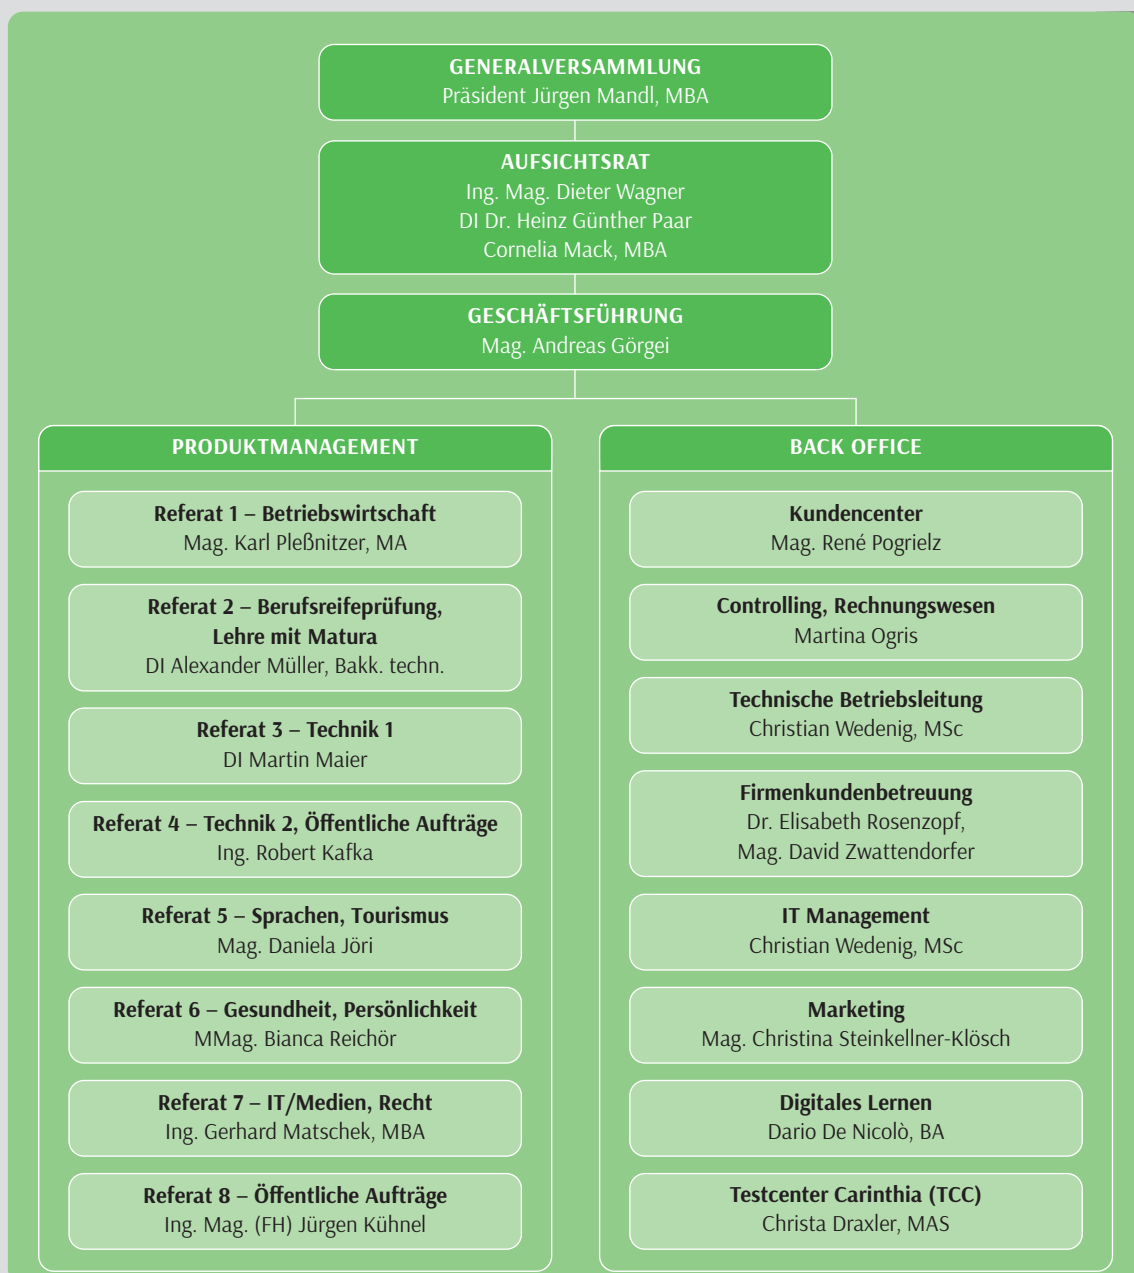 GENERALVERSAMMLUNG
Präsident Jürgen Mandl, MBA
AUFSICHTSRAT
Ing. Mag. Dieter Wagner
DI Dr. Heinz Günther Paar
Cornelia Mack, MBA
GESCHÄFTSFÜHRUNG
Mag. Andreas Görgei
PRODUKTMANAGEMENT
Referat 1 – Betriebswirtschaft
Mag. Karl Pleßnitzer, MA
Referat 2 – Berufsreifeprüfung,
Lehre mit Matura
DI Alexander Müller, Bakk. techn.
Referat 3 – Technik 1
DI Martin Maier
Referat 4 – Technik 2, Öffentliche Aufträge
Ing. Robert Kafka
Referat 5 – Sprachen, Tourismus
Mag. Daniela Jöri
Referat 6 – Gesundheit, Persönlichkeit
MMag. Bianca Reichör
Referat 7 – IT/Medien, Recht
Ing. Gerhard Matschek, MBA
Referat 8 – Öffentliche Aufträge
Ing. Mag. (FH) Jürgen Kühnel
BACK OFFICE
Kundencenter
Mag. René Pogrielz
Controlling, Rechnungswesen
Martina Ogris
Technische Betriebsleitung
Christian Wedenig, MSc
Firmenkundenbetreuung
Dr. Elisabeth Rosenzopf,
Mag. David Zwattendorfer
IT Management
Christian Wedenig, MSc
Marketing
Mag. Christina Steinkellner-Klösch
Digitales Lernen
Dario De Nicolò, BA
Testcenter Carinthia (TCC)
Christa Draxler, MAS